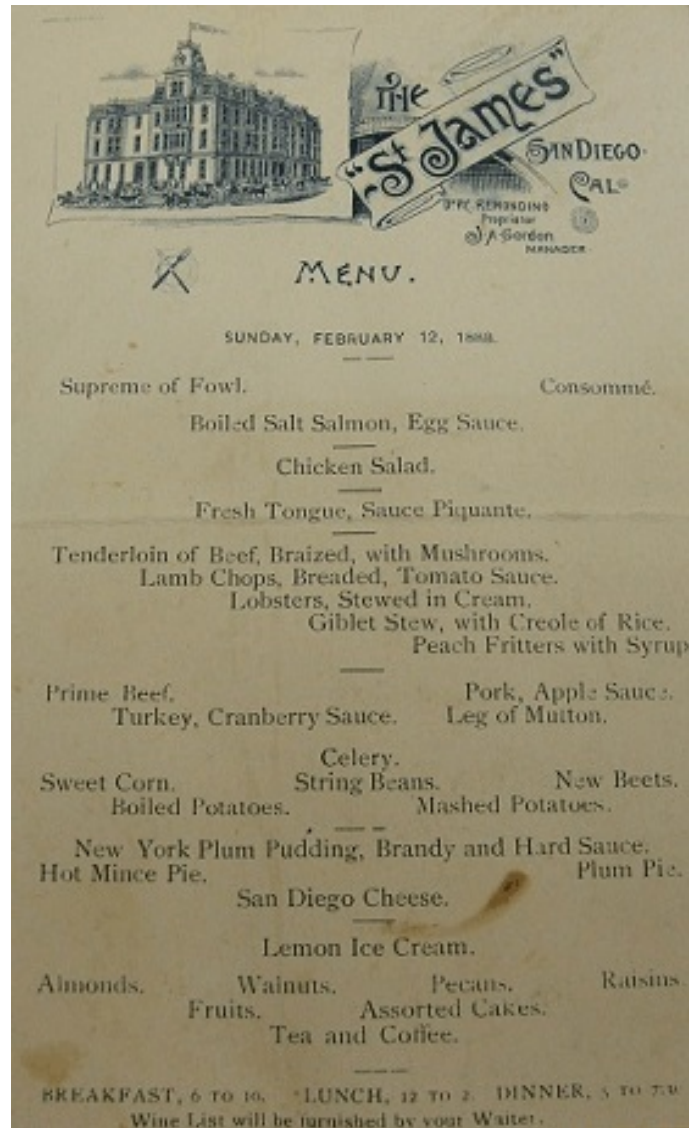 THE
"St James"
SAN DIEGO.
CAL
P.C. REMONDINO
Proprietor
J. A. Gordon
MANAGER.
MENU.
SUNDAY, FEBRUARY 12, 1888.
Supreme of Fowl. Consommé.
Boiled Salt Salmon, Egg Sauce.
Chicken Salad.
Fresh Tongue, Sauce Piquante.
Tenderloin of Beef, Braized, with Mushrooms.
Lamb Chops, Breaded, Tomato Sauce.
Lobsters, Stewed in Cream.
Giblet Stew, with Creole of Rice.
Peach Fritters with Syrup
Prime Beef. Pork, Apple Sauce.
Turkey, Cranberry Sauce. Leg of Mutton.
Celery.
Sweet Corn. String Beans. New Beets.
Boiled Potatoes. Mashed Potatoes.
New York Plum Pudding, Brandy and Hard Sauce.
Hot Mince Pie. Plum Pie.
San Diego Cheese.
Lemon Ice Cream.
Almonds. Walnuts. Pecans. Raisins
Fruits. Assorted Cakes.
Tea and Coffee.
BREAKFAST, 6 TO 10. LUNCH, 12 TO 2. DINNER, 5 TO
Wine List will be furnished by your Waiter.